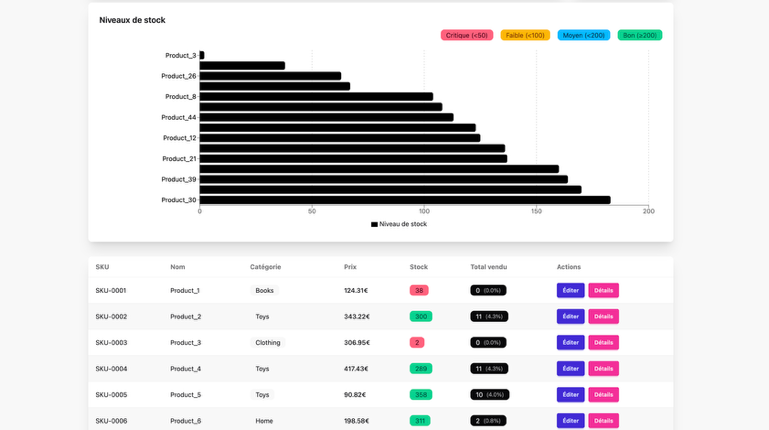 Niveaux de stock
Critique (<50) Faible (<100) Moyen (<200) Bon (≥200)
Product_3
Product_26
Product_8
Product_44
Product_12
Product_21
Product_39
Product_30
0 50 100 150 200
Niveau de stock
SKU Nom Catégorie Prix Stock Total vendu Actions
SKU-0001 Product_1 Books 124.31€ 38 0 (0.0%) Éditer Détails
SKU-0002 Product_2 Toys 343.22€ 300 11 (4.3%) Éditer Détails
SKU-0003 Product_3 Clothing 306.95€ 2 0 (0.0%) Éditer Détails
SKU-0004 Product_4 Toys 417.43€ 289 11 (4.3%) Éditer Détails
SKU-0005 Product_5 Toys 90.82€ 358 10 (4.0%) Éditer Détails
SKU-0006 Product_6 Home 198.58€ 311 2 (0.8%) Éditer Détails